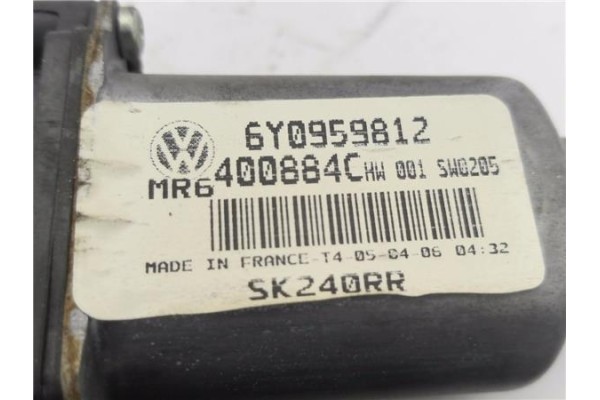 6Y0959812
MR6400884C HW 001 SW0205
MADE IN FRANCE-T4-05-04-06 04:32
SK240RR